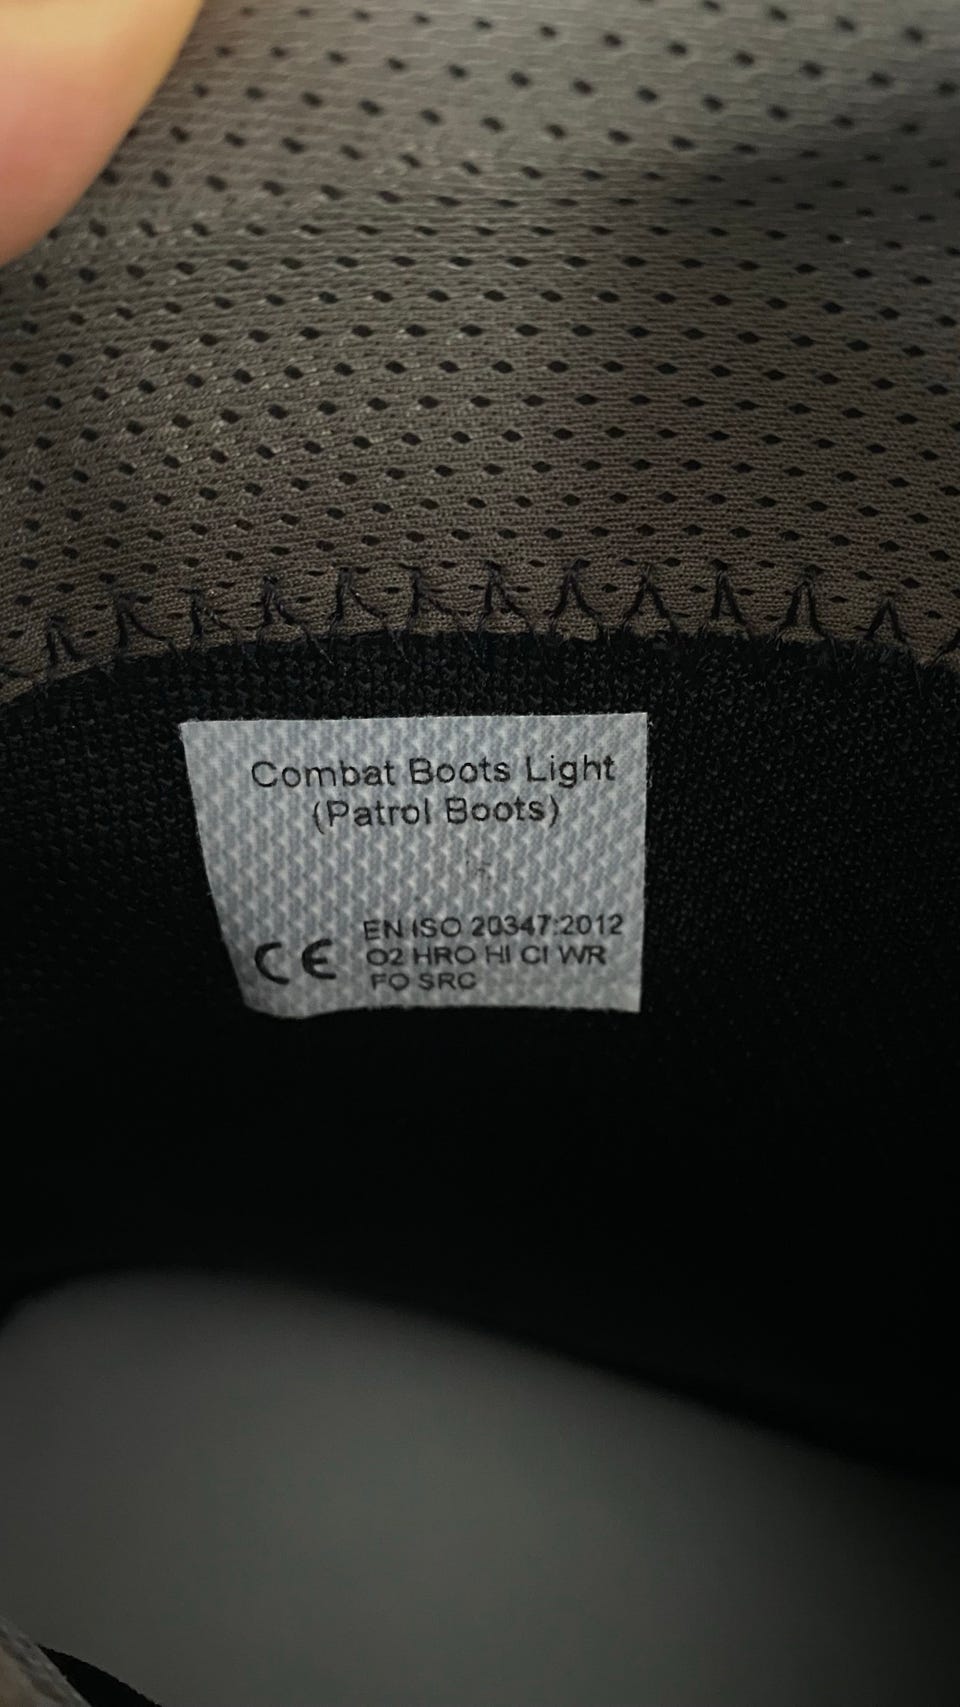 Combat Boots Light
(Patrol Boots)
EN ISO 20347:2012
CE O2 HRO HI CI WR
FO SRC